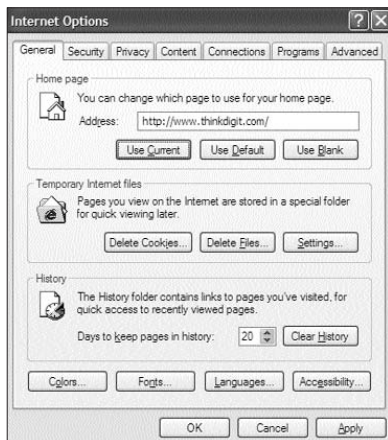 Internet Options
General Security Privacy Content Connections Programs Advanced
Home page
You can change which page to use for your home page.
Address: http://www.thinkdigit.com/
Use Current Use Default Use Blank
Temporary Internet files
Pages you view on the Internet are stored in a special folder
for quick viewing later.
Delete Cookies... Delete Files... Settings...
History
The History folder contains links to pages you've visited, for
quick access to recently viewed pages.
Days to keep pages in history: 20 Clear History
Colors... Fonts... Languages... Accessibility...
OK Cancel Apply